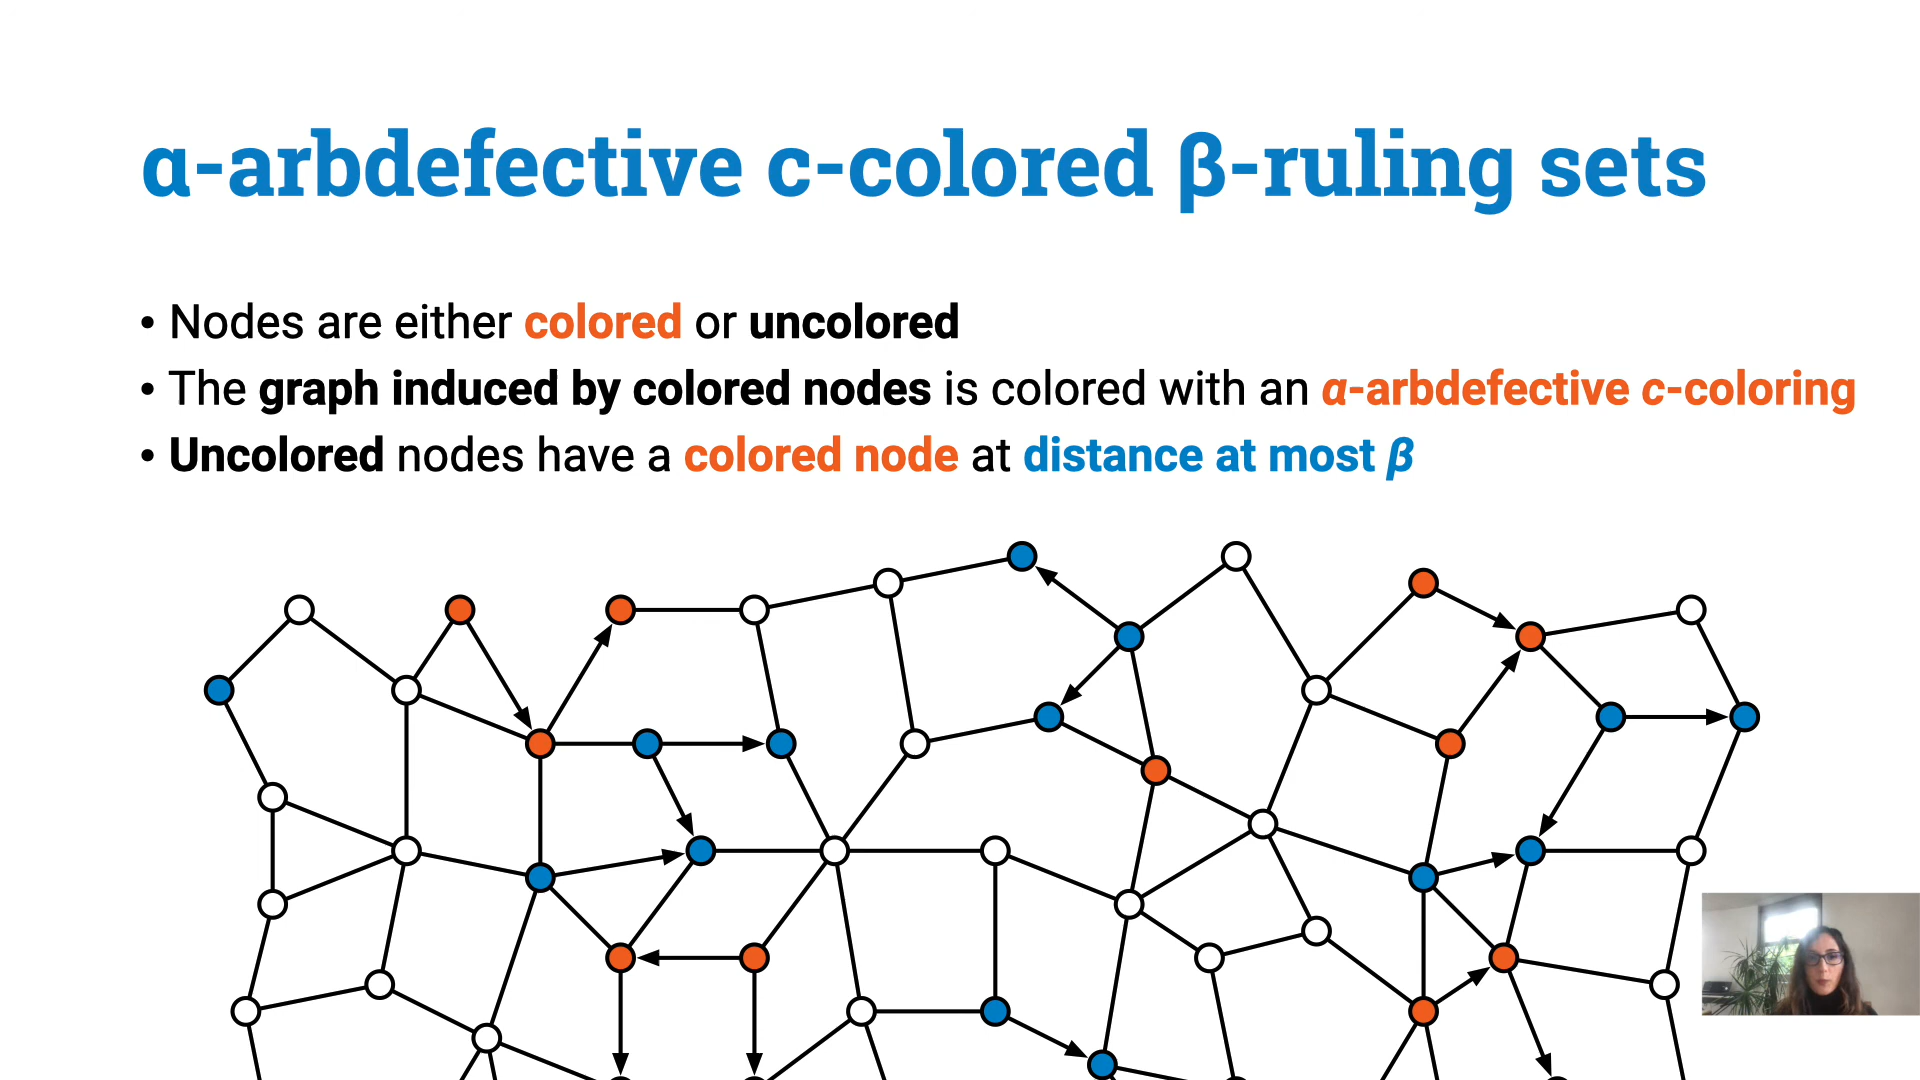 α-arbdefective c-colored β-ruling sets
• Nodes are either colored or uncolored
• The graph induced by colored nodes is colored with an α-arbdefective c-coloring
• Uncolored nodes have a colored node at distance at most β